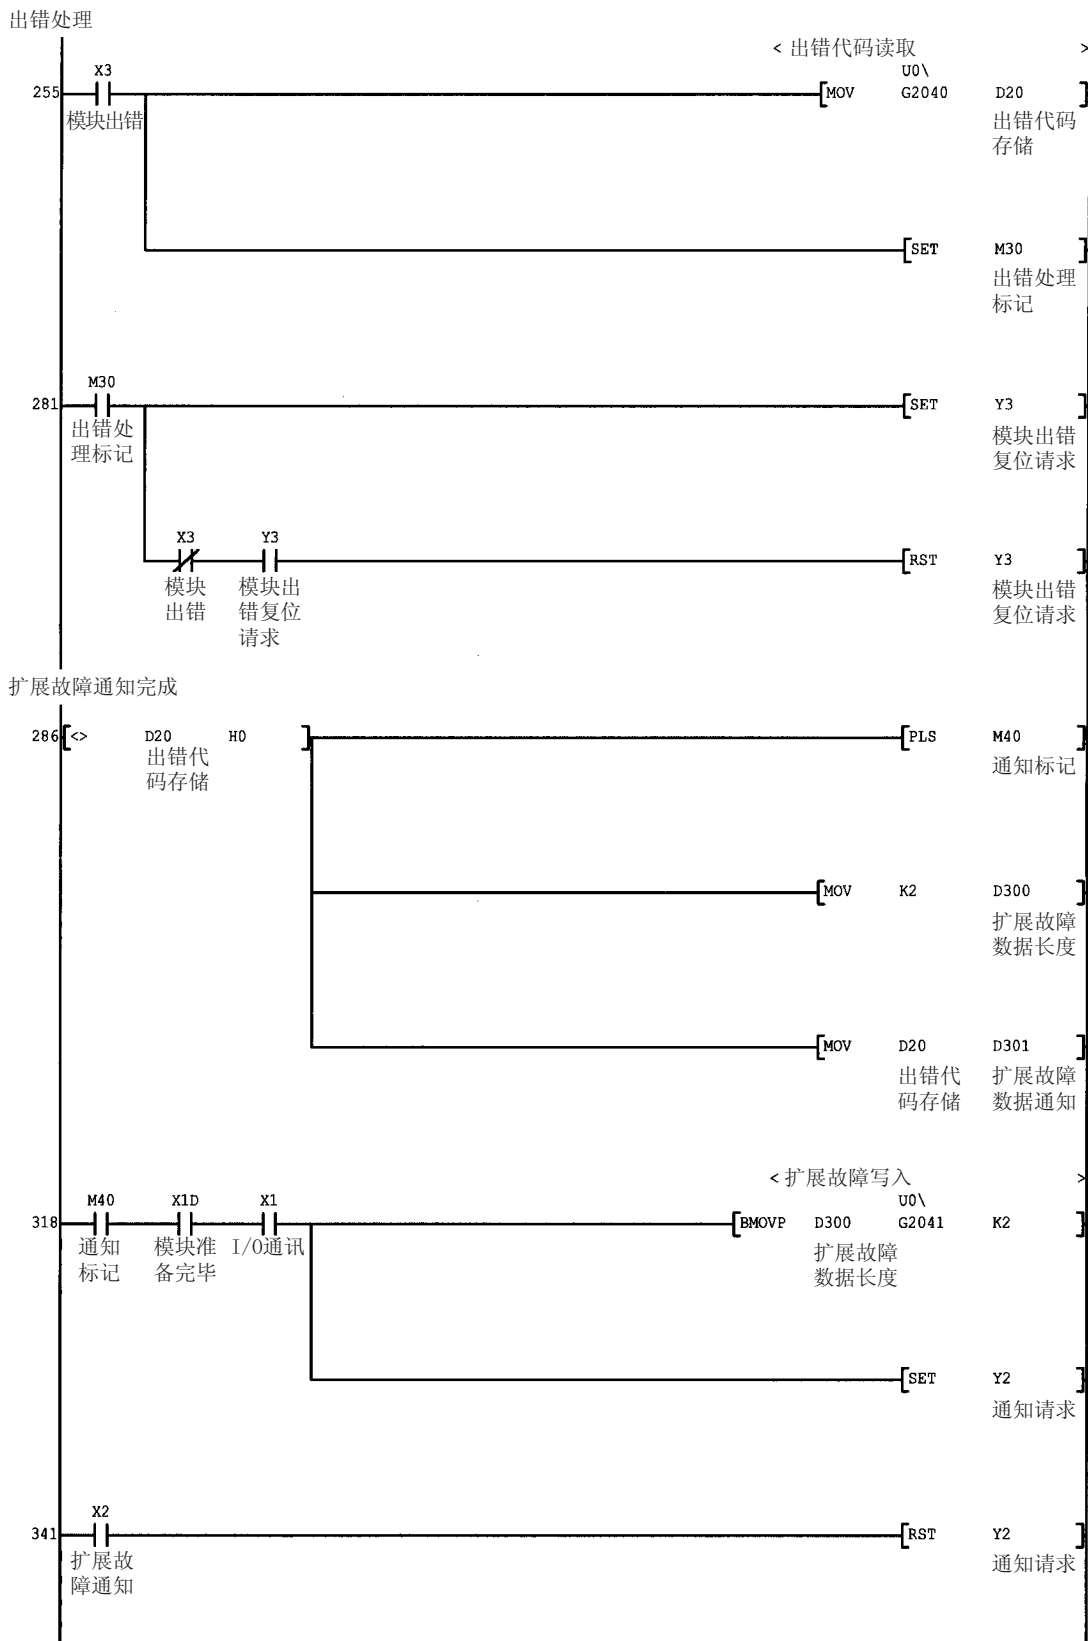 出错处理
< 出错代码读取 >
X3 U0\
255 [MOV G2040 D20 ]
模块出错 出错代码
存储
[SET M30 ]
出错处理
标记
M30
281 [SET Y3 ]
出错处 模块出错
理标记 复位请求
X3 Y3
[RST Y3 ]
模块 模块出 模块出错
出错 错复位 复位请求
请求
扩展故障通知完成
286 [<> D20 H0 ] [PLS M40 ]
出错代 通知标记
码存储
[MOV K2 D300 ]
扩展故障
数据长度
[MOV D20 D301 ]
出错代 扩展故障
码存储 数据通知
< 扩展故障写入 >
M40 X1D X1 U0\
318 [BMOVP D300 G2041 K2 ]
通知 模块准 I/O通讯 扩展故障
标记 备完毕 数据长度
[SET Y2 ]
通知请求
X2
341 [RST Y2 ]
扩展故 通知请求
障通知